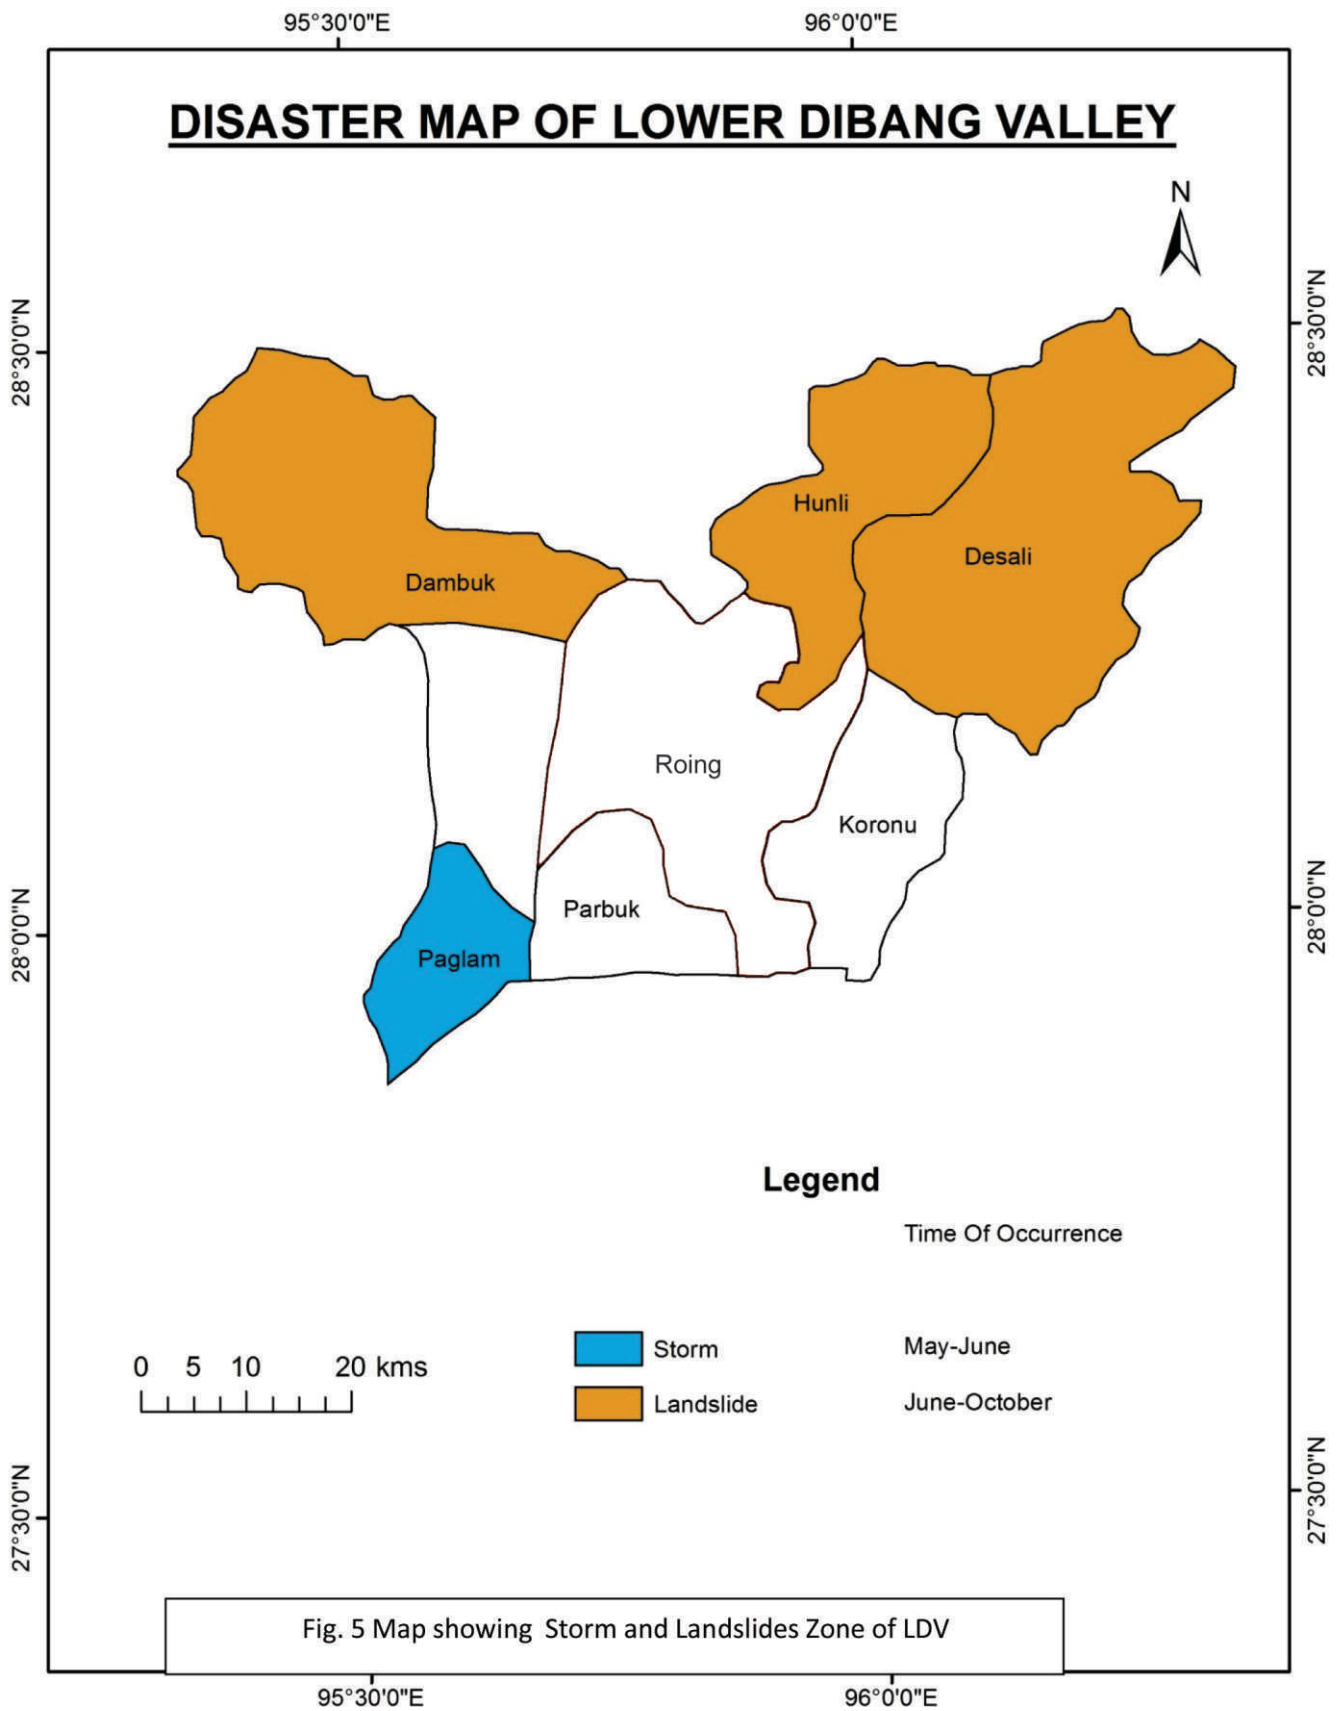 95°30'0"E 96°0'0"E
DISASTER MAP OF LOWER DIBANG VALLEY
N
28°30'0"N 28°30'0"N
Hunli
Desali
Dambuk
Roing
Koronu
Parbuk
28°0'0"N 28°0'0"N
Paglam
Legend
Time Of Occurrence
Storm May-June
0 5 10 20 kms
Landslide June-October
27°30'0"N 27°30'0"N
Fig. 5 Map showing Storm and Landslides Zone of LDV
95°30'0"E 96°0'0"E